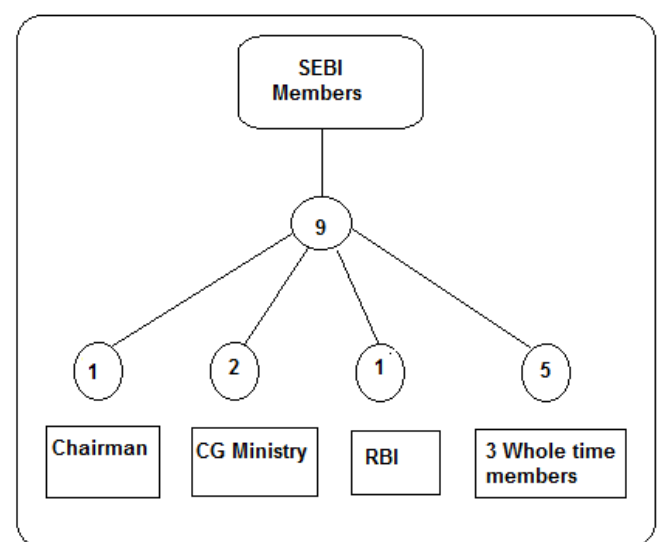 SEBI
Members
9
1
2
1
5
Chairman
CG Ministry
RBI
3 Whole time
members